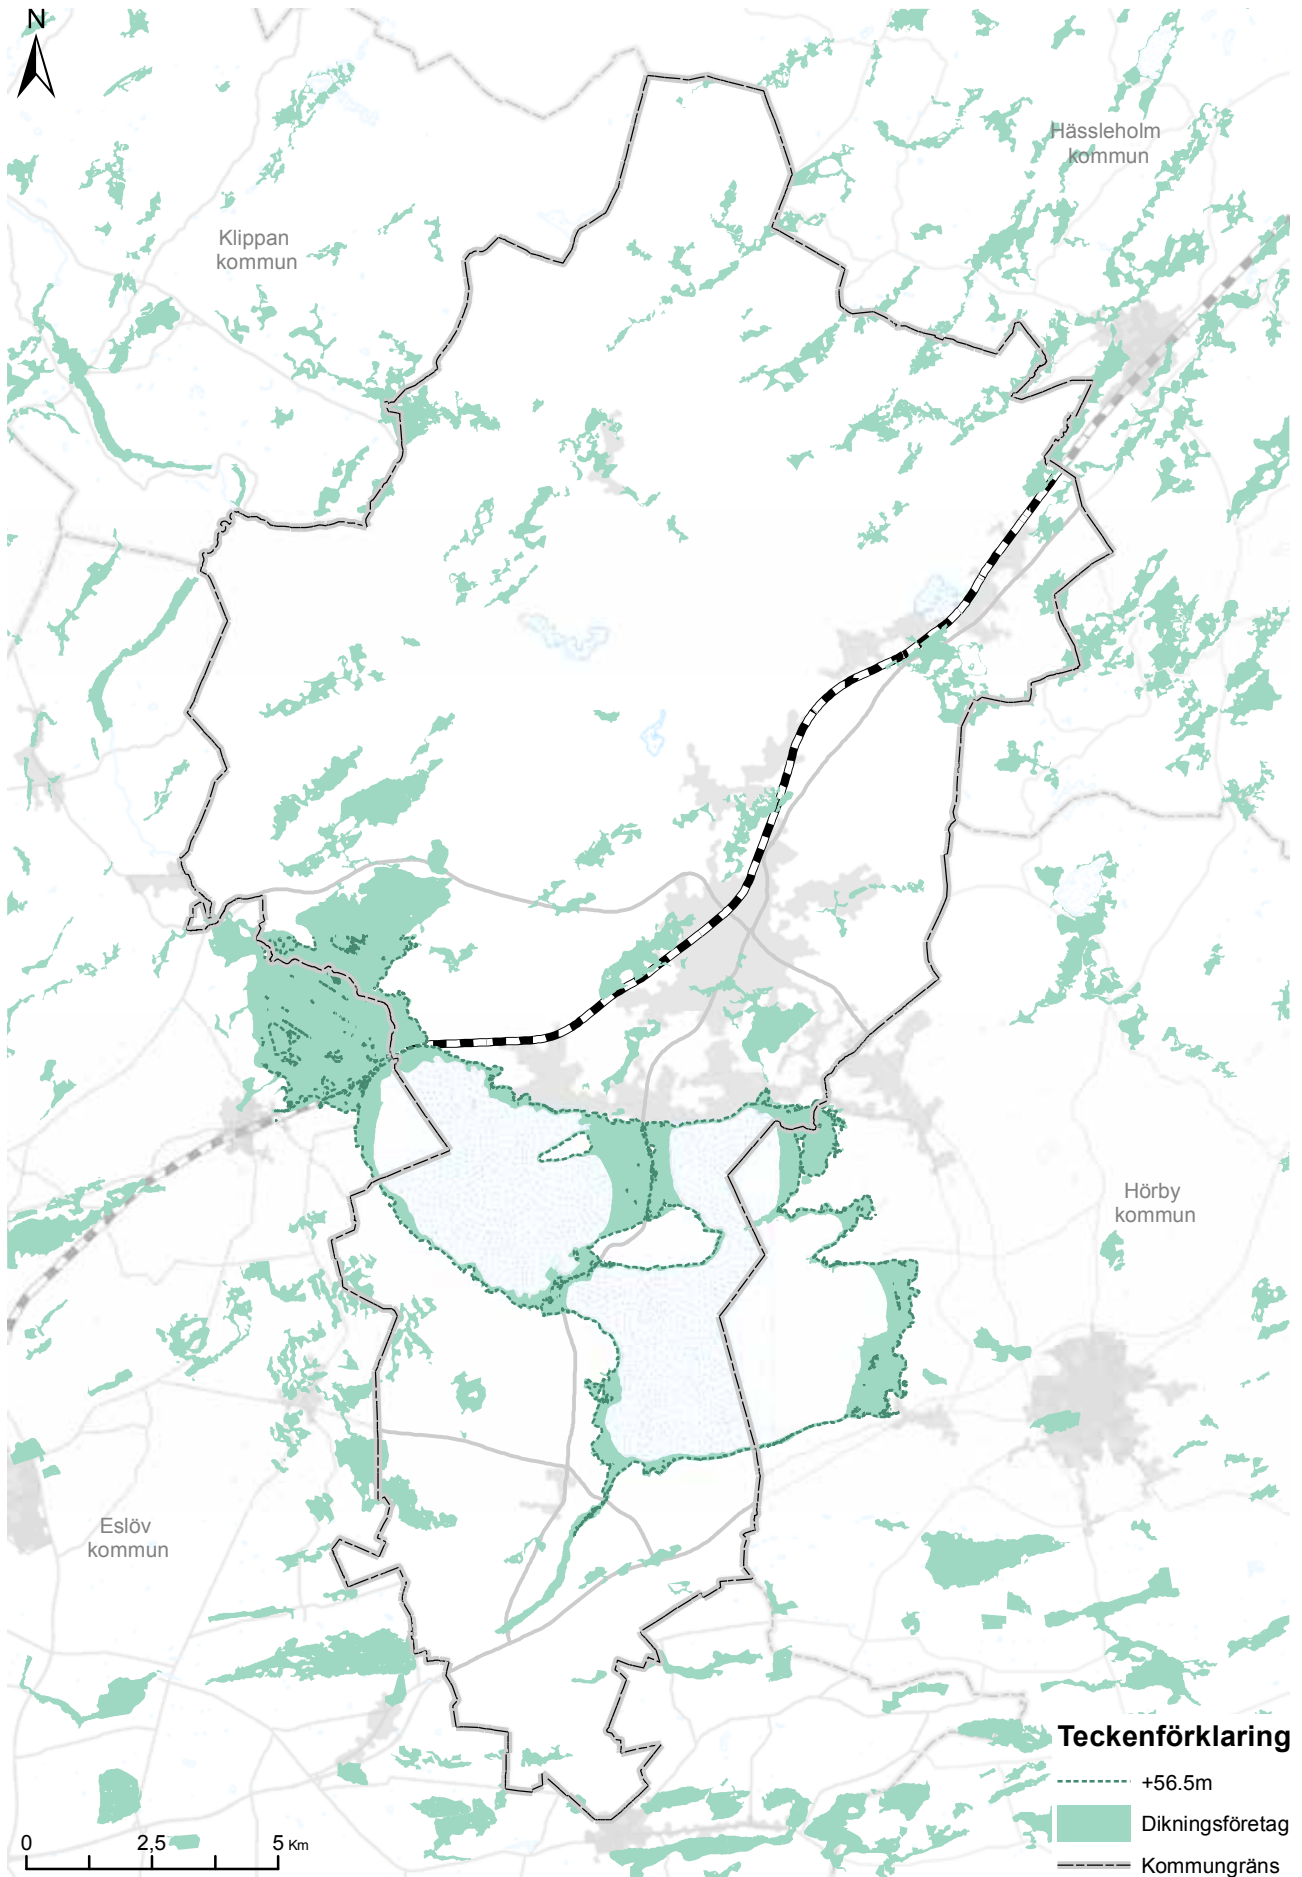 N
Hässleholm
kommun
Klippan
kommun
Hörby
kommun
Eslöv
kommun
Teckenförklaring
+56.5m
Dikningsföretag
Kommungräns
0 2,5 5 Km